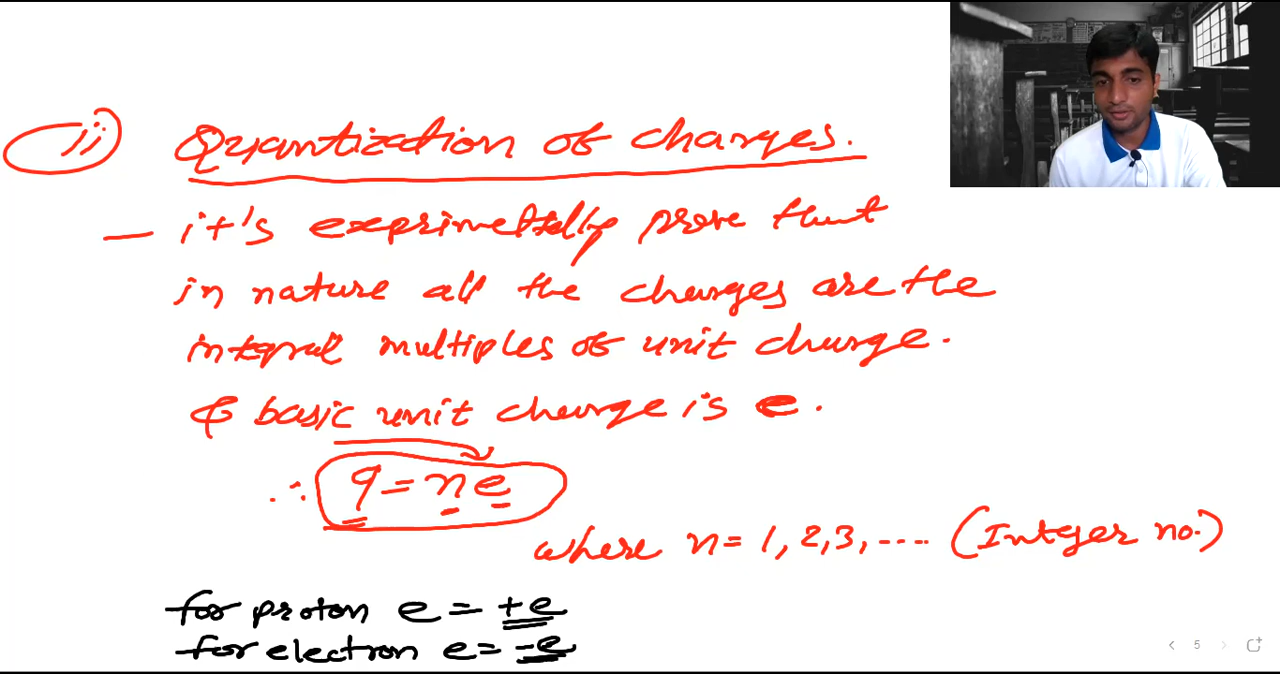 ii) Quantization of charges.
- it's exprimetally prove that
in nature all the charges are the
integral multiples of unit charge.
& basic unit charge is e.
∴ q = ne
where n = 1, 2, 3, .... (Integer no.)
for proton e = +e
for electron e = -e
5